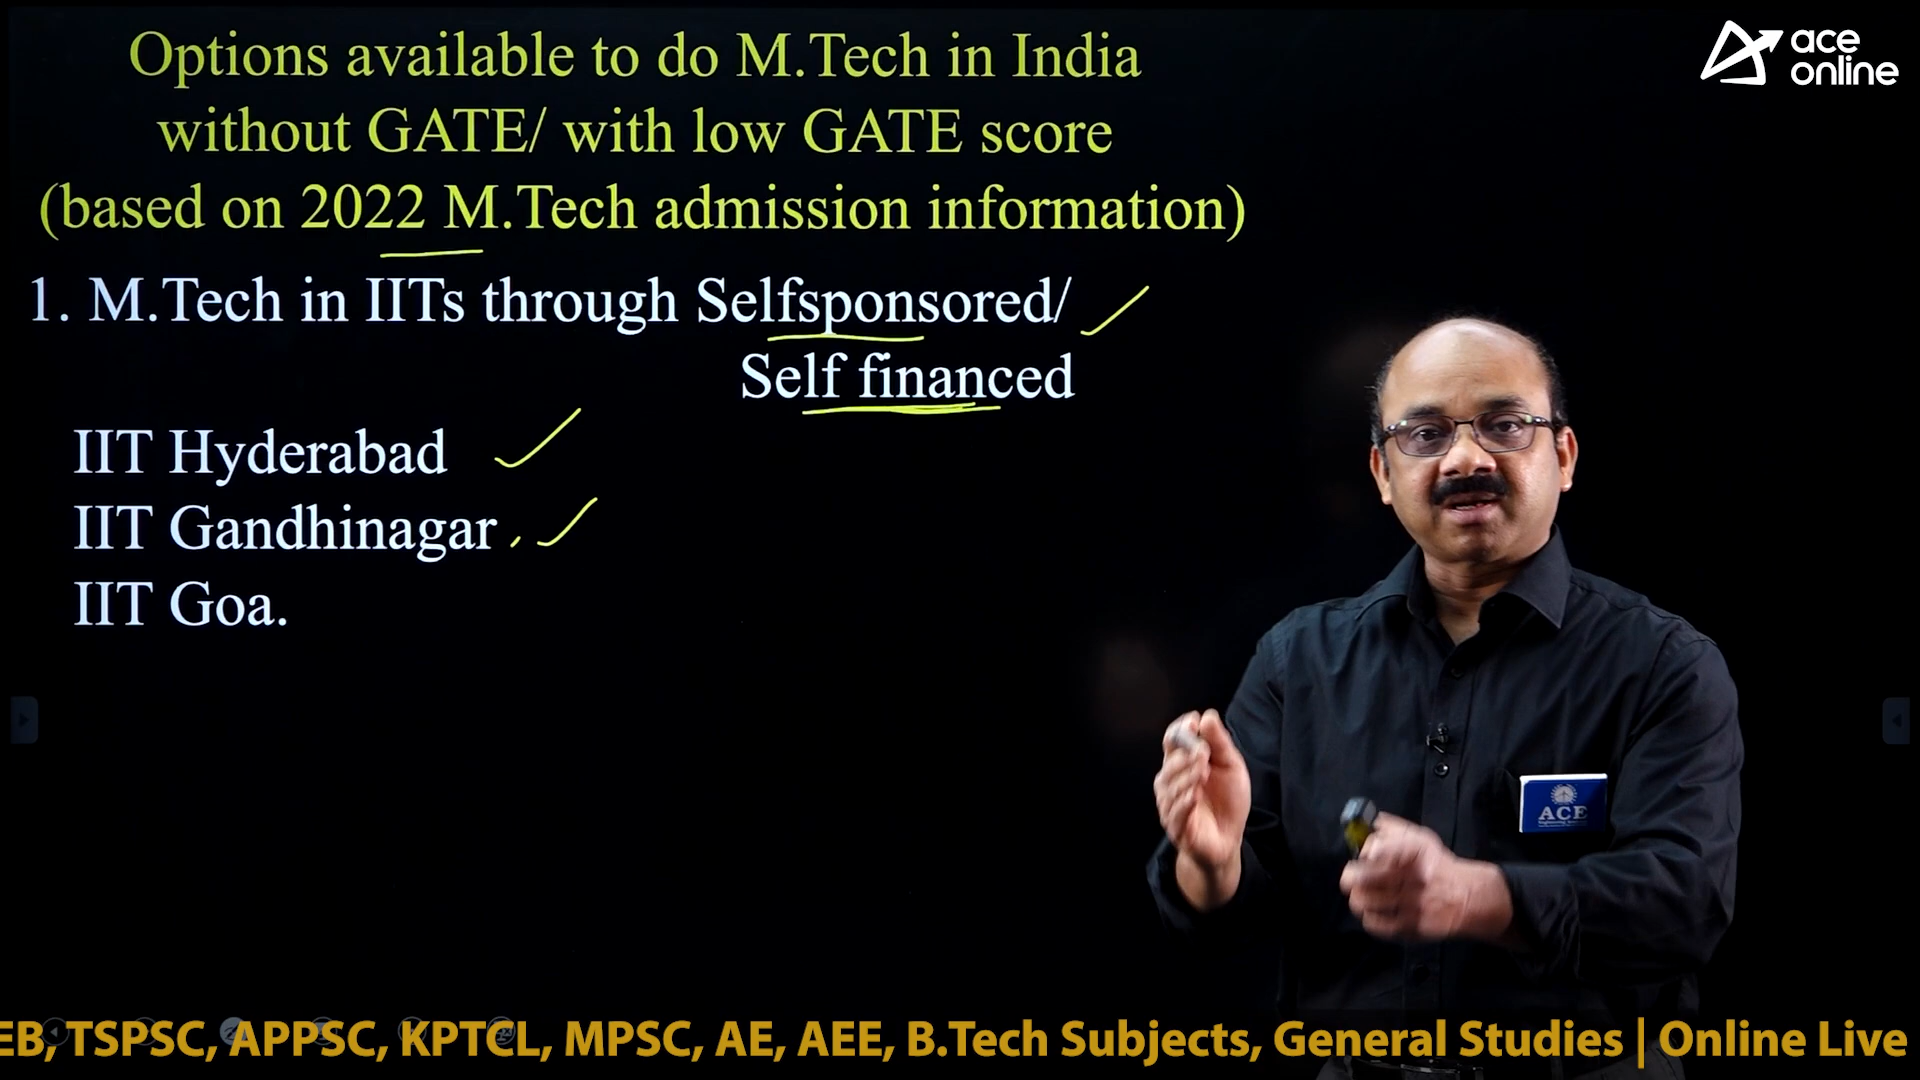 Options available to do M.Tech in India
without GATE/ with low GATE score
(based on 2022 M.Tech admission information)
1. M.Tech in IITs through Selfsponsored/
Self financed
IIT Hyderabad
IIT Gandhinagar
IIT Goa.
ace
online
ACE
EB, TSPSC, APPSC, KPTCL, MPSC, AE, AEE, B.Tech Subjects, General Studies | Online Live